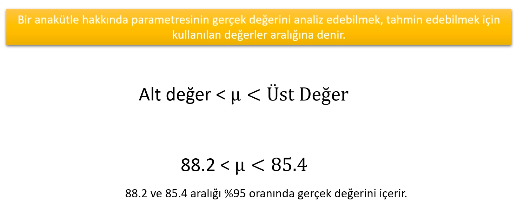 Bir anakütle hakkında parametresinin gerçek değerini analiz edebilmek, tahmin edebilmek için
kullanılan değerler aralığına denir.
Alt değer < μ < Üst Değer
88.2 < μ < 85.4
88.2 ve 85.4 aralığı %95 oranında gerçek değerini içerir.